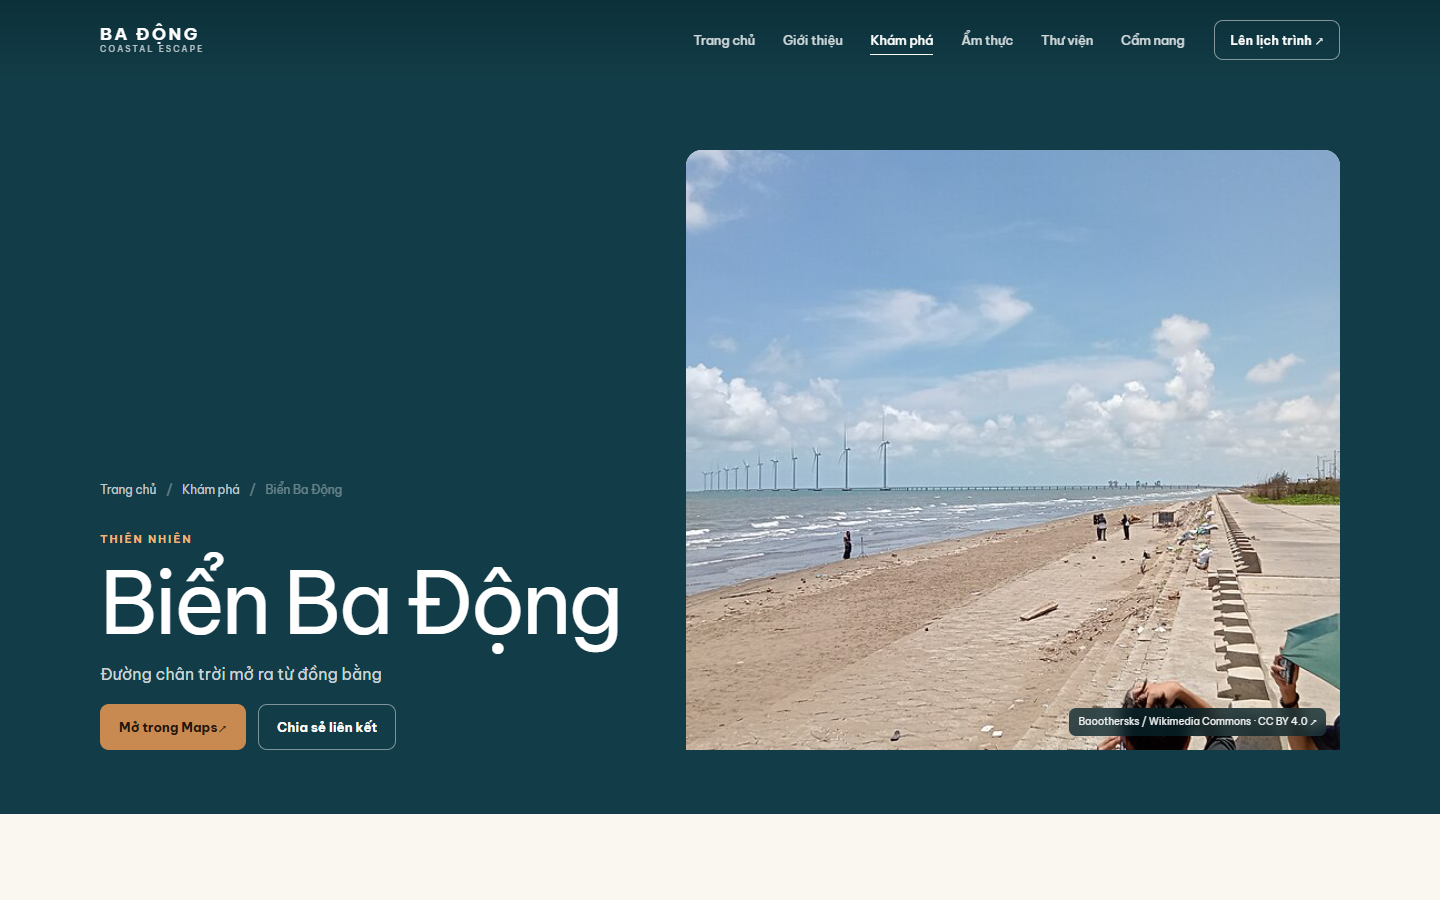 BA ĐỘNG
COASTAL ESCAPE
Trang chủ
Giới thiệu
Khám phá
Ẩm thực
Thư viện
Cẩm nang
Lên lịch trình ↗
Trang chủ / Khám phá / Biển Ba Động
THIÊN NHIÊN
Biển Ba Động
Đường chân trời mở ra từ đồng bằng
Mở trong Maps↗
Chia sẻ liên kết
Baoothersks / Wikimedia Commons · CC BY 4.0 ↗